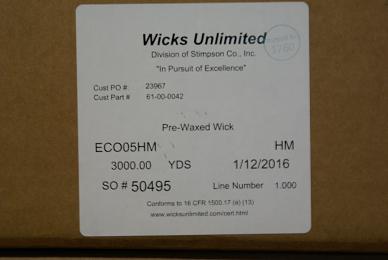 Wicks Unlimited
1760
Division of Stimpson Co., Inc.
"In Pursuit of Excellence"
Cust PO #: 23967
Cust Part # 61-00-0042
Pre-Waxed Wick
ECO05HM HM
3000.00 YDS 1/12/2016
SO # 50495 Line Number 1.000
Conforms to 16 CFR 1500.17 (a) (13)
www.wicksunlimited.com/cert.html